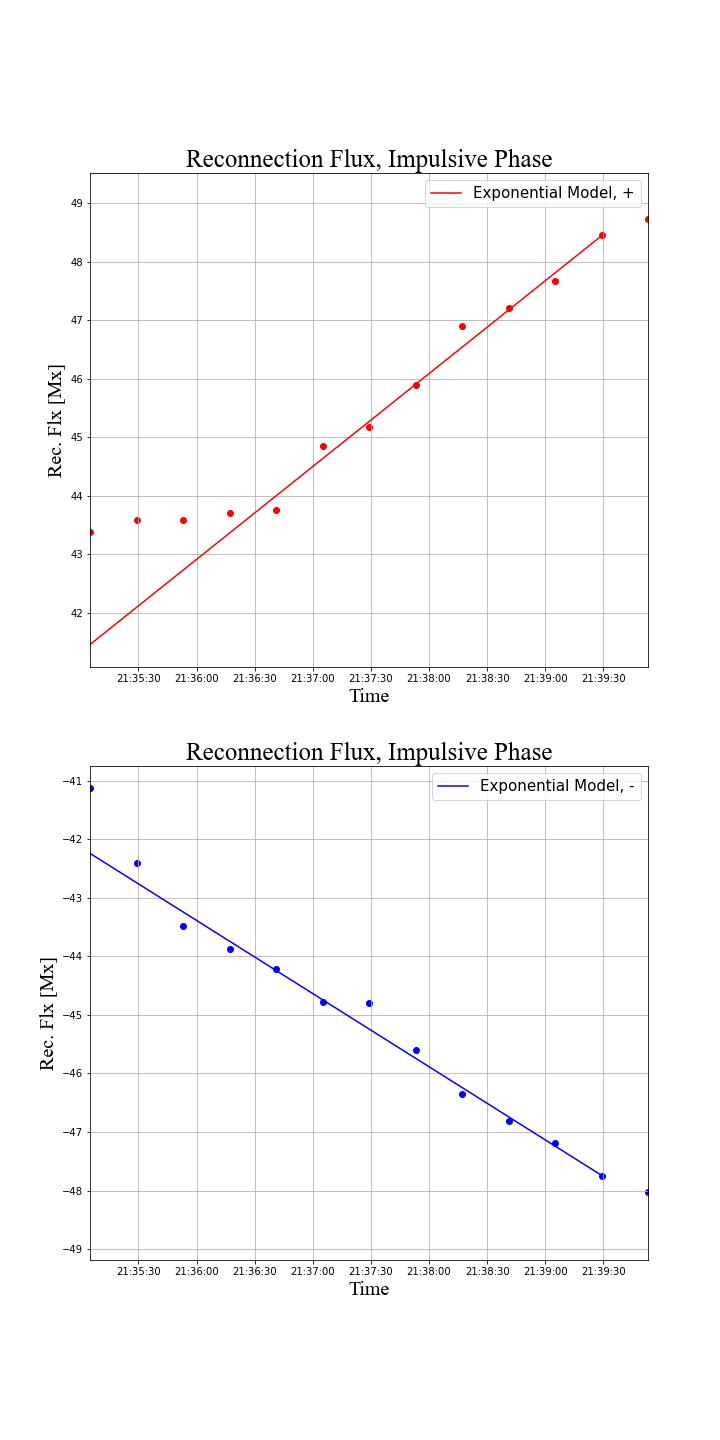 Reconnection Flux, Impulsive Phase
Exponential Model, +
49
48
47
46
45
44
43
42
Rec. Flx [Mx]
21:35:30 21:36:00 21:36:30 21:37:00 21:37:30 21:38:00 21:38:30 21:39:00 21:39:30
Time
Reconnection Flux, Impulsive Phase
Exponential Model, -
−41
−42
−43
−44
−45
−46
−47
−48
−49
Rec. Flx [Mx]
21:35:30 21:36:00 21:36:30 21:37:00 21:37:30 21:38:00 21:38:30 21:39:00 21:39:30
Time